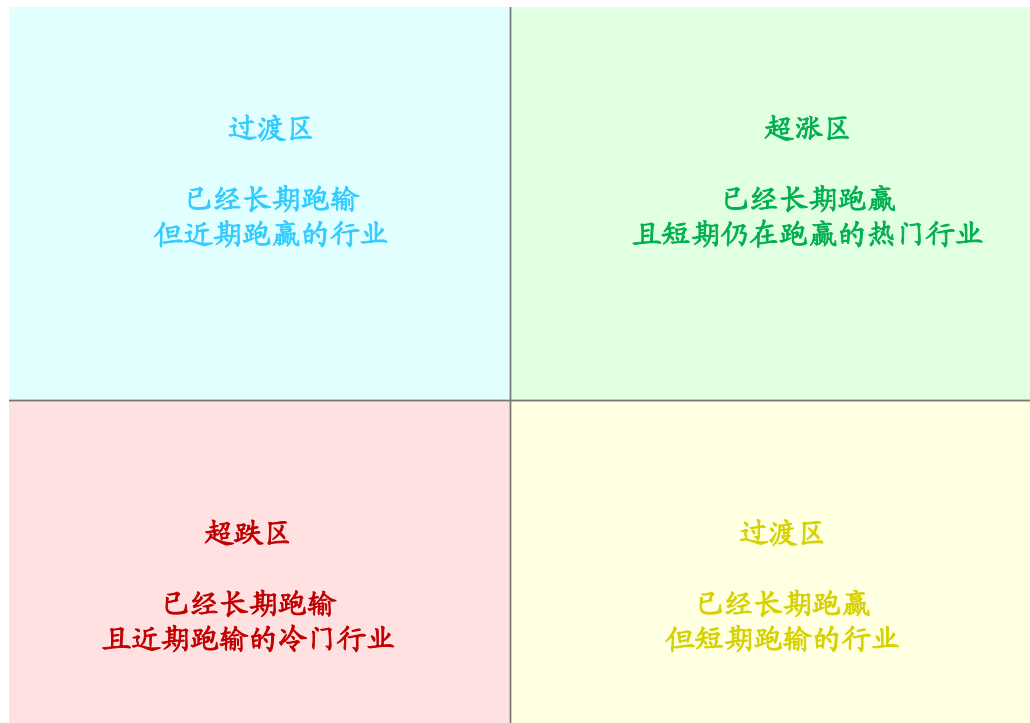 过渡区
已经长期跑输
但近期跑赢的行业
超涨区
已经长期跑赢
且短期仍在跑赢的热门行业
超跌区
已经长期跑输
且近期跑输的冷门行业
过渡区
已经长期跑赢
但短期跑输的行业